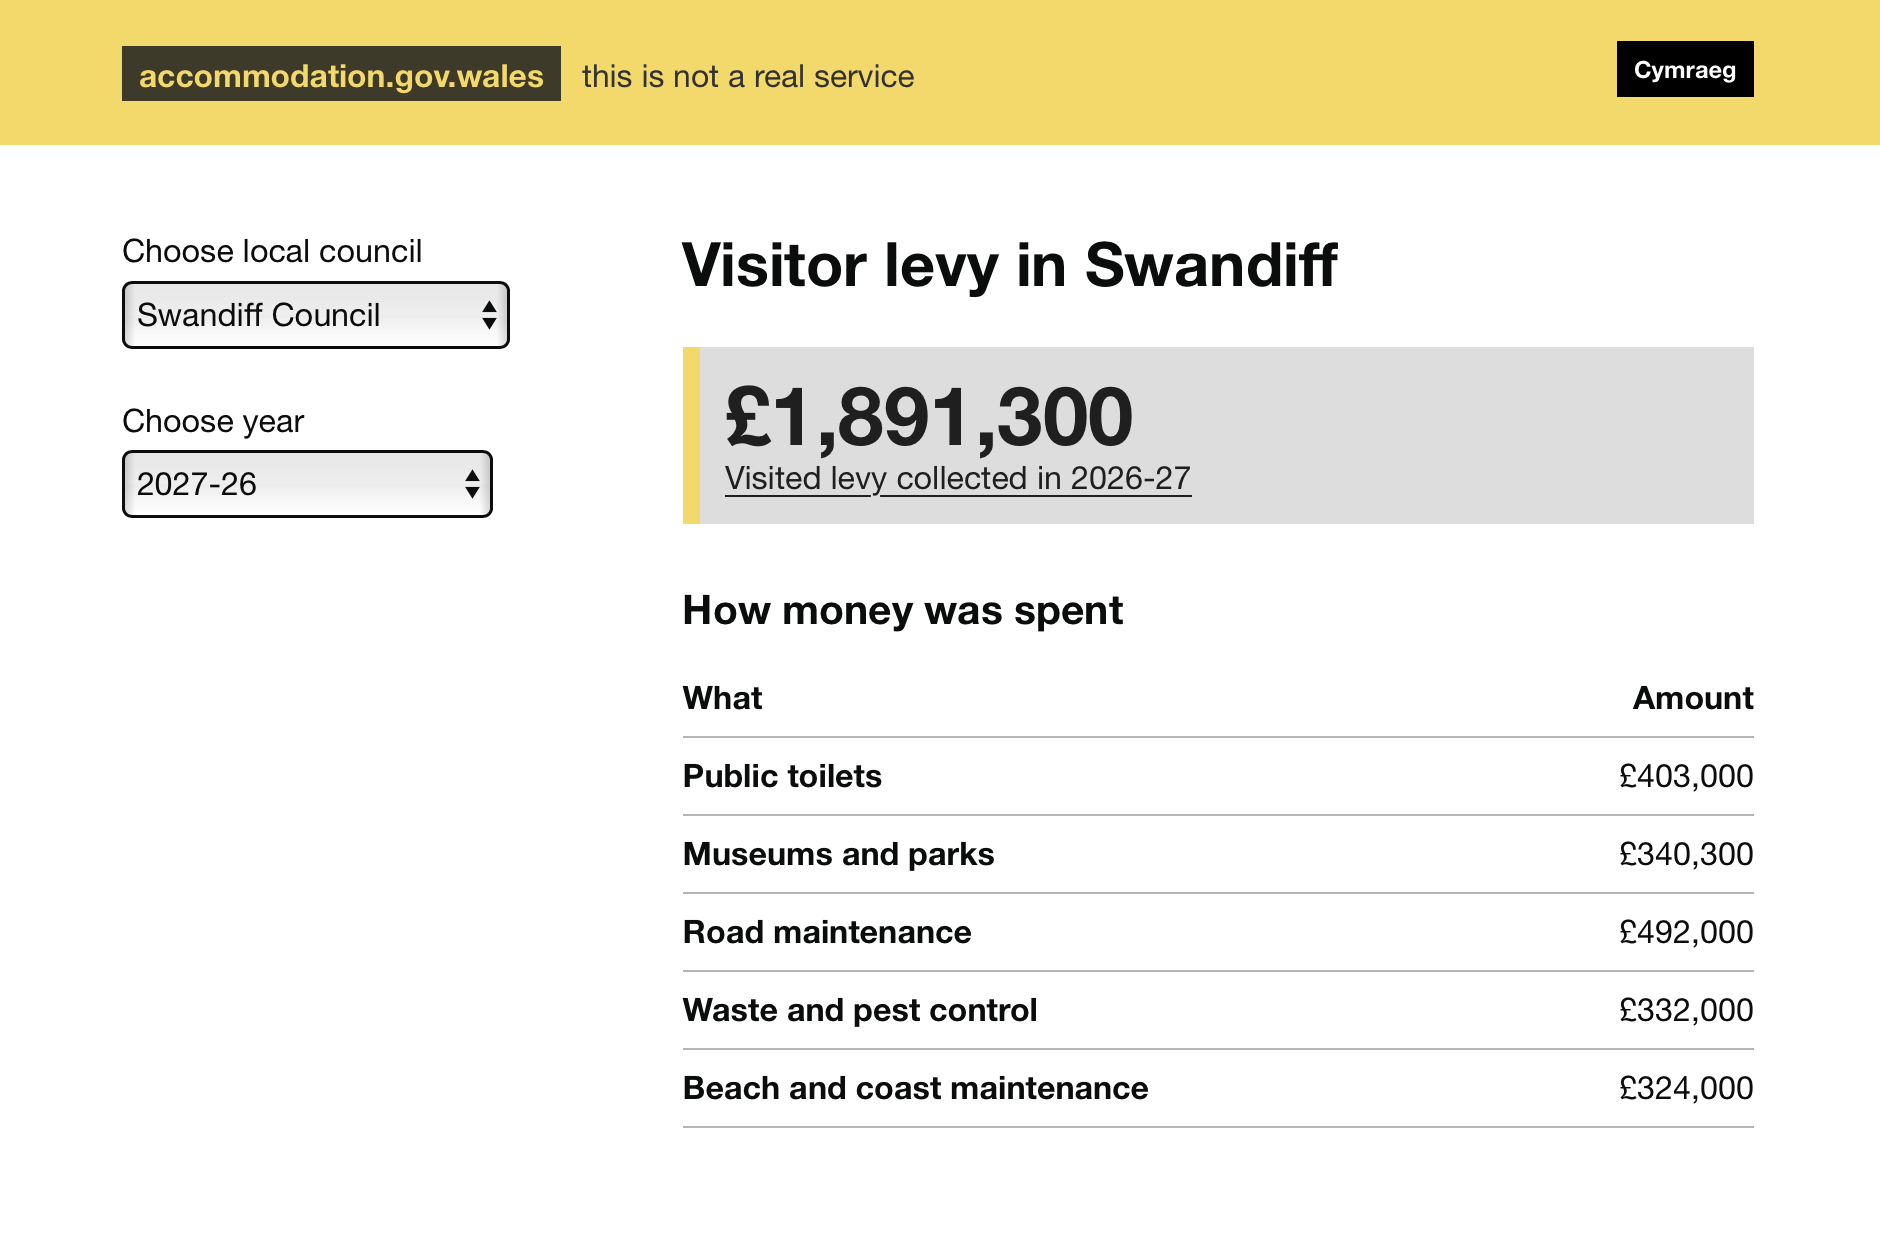 accommodation.gov.wales this is not a real service
Cymraeg
Choose local council
Swandiff Council
Choose year
2027-26
Visitor levy in Swandiff
£1,891,300
Visited levy collected in 2026-27
How money was spent
What Amount
Public toilets £403,000
Museums and parks £340,300
Road maintenance £492,000
Waste and pest control £332,000
Beach and coast maintenance £324,000